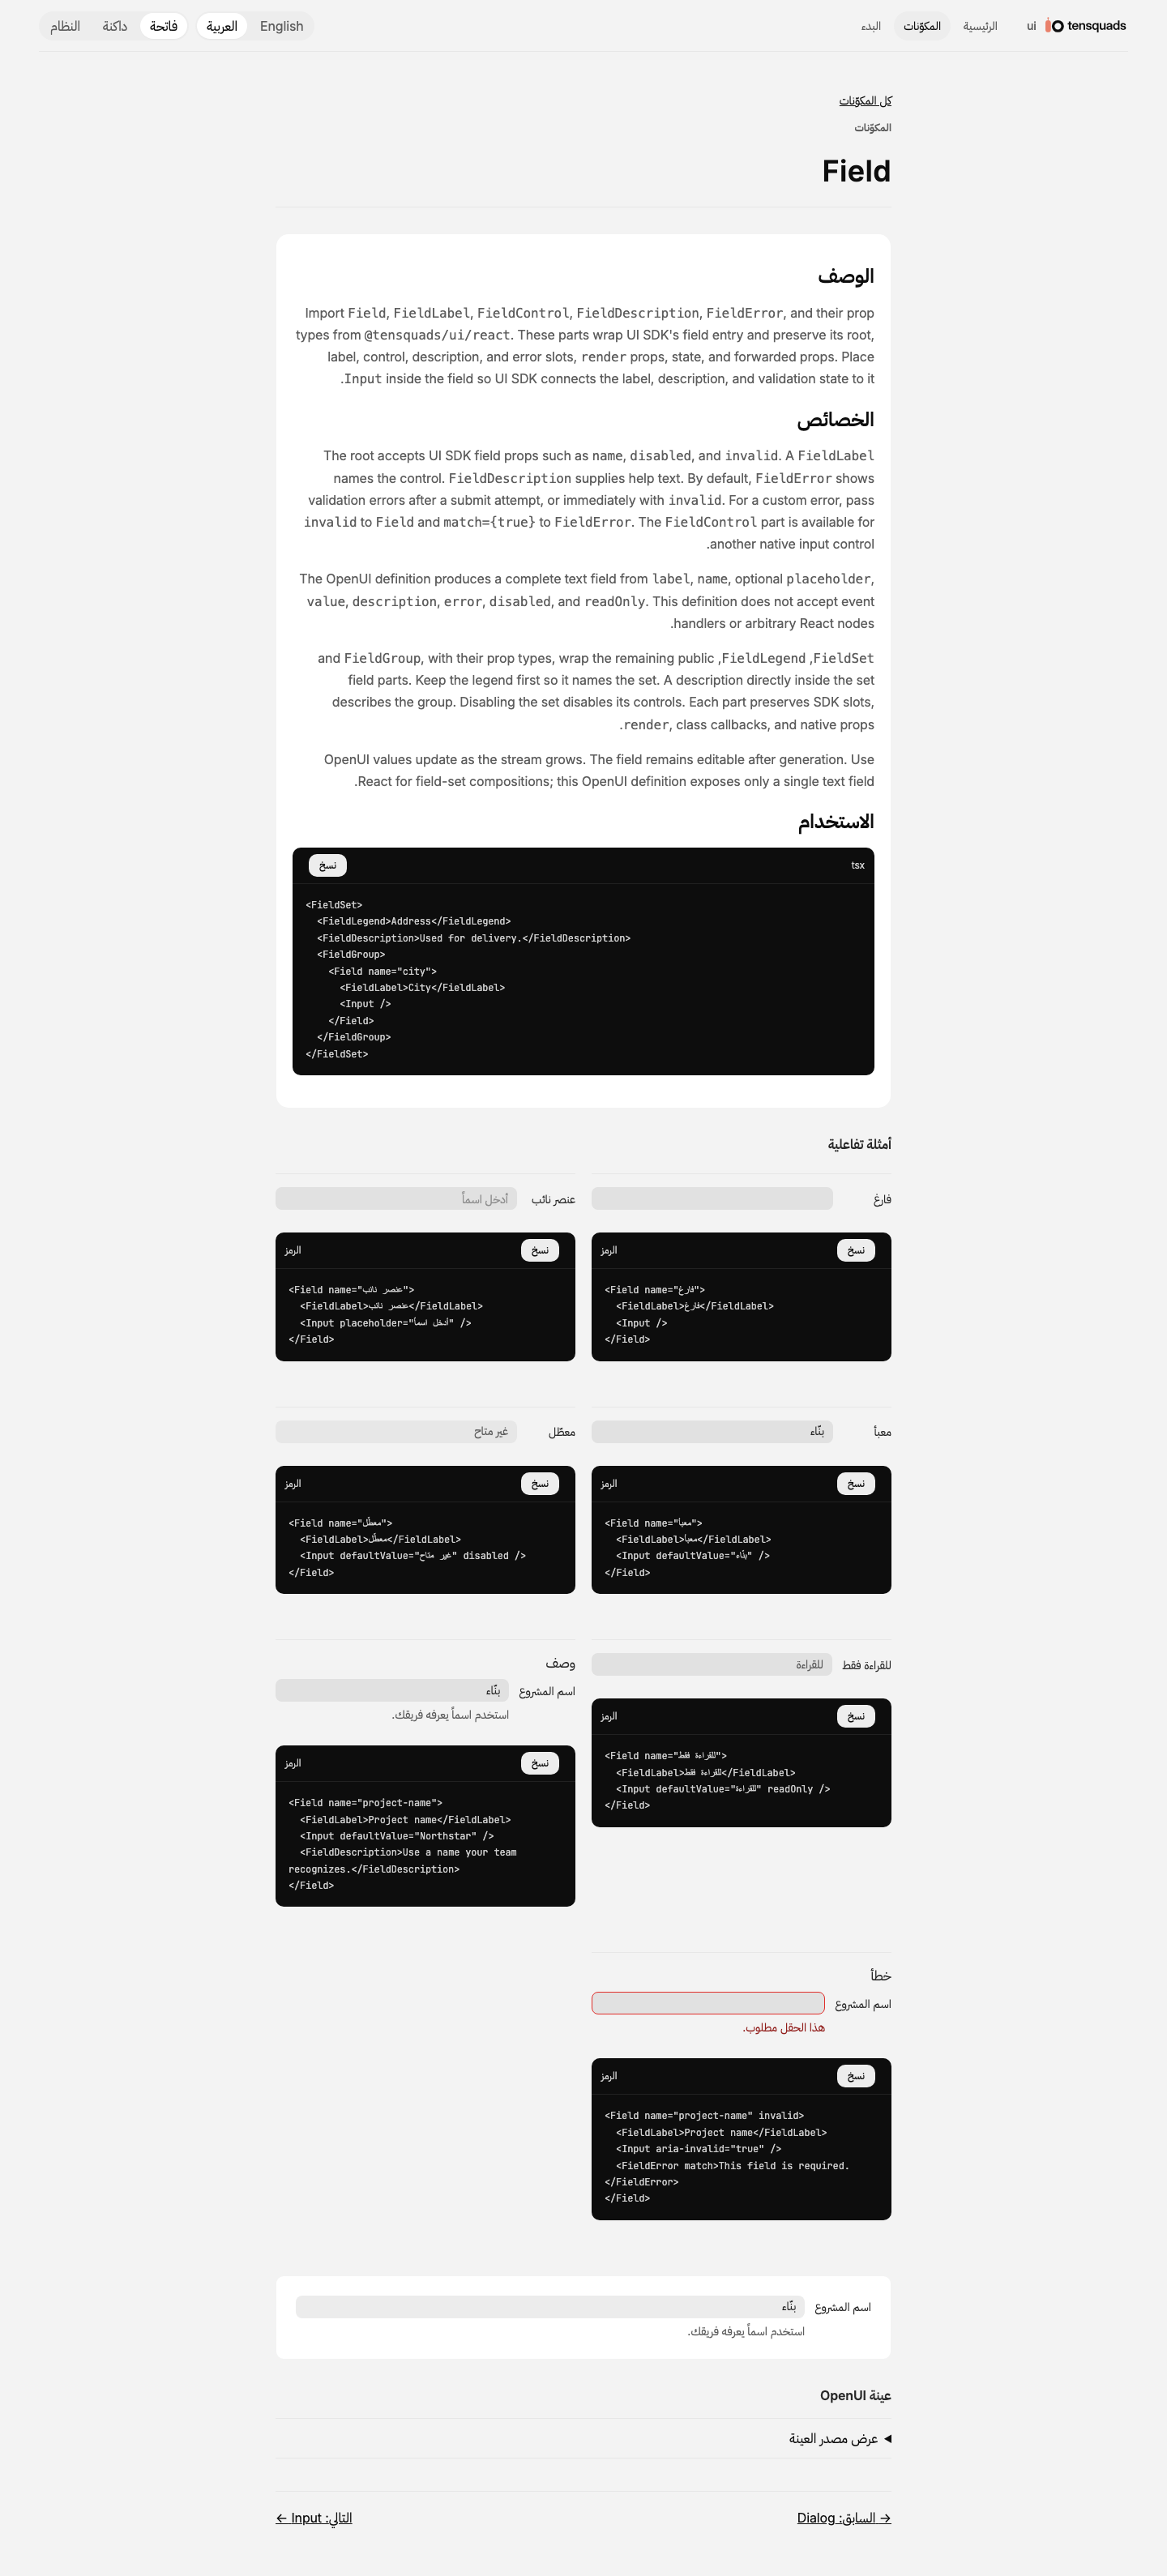 tensquads ui
الرئيسية
المكوّنات
البدء
English
العربية
فاتحة
داكنة
النظام
كل المكوّنات
المكوّنات
Field
الوصف
Import Field, FieldLabel, FieldControl, FieldDescription, FieldError, and their prop
types from @tensquads/ui/react. These parts wrap UI SDK's field entry and preserve its root,
label, control, description, and error slots, render props, state, and forwarded props. Place
Input inside the field so UI SDK connects the label, description, and validation state to it.
الخصائص
The root accepts UI SDK field props such as name, disabled, and invalid. A FieldLabel
names the control. FieldDescription supplies help text. By default, FieldError shows
validation errors after a submit attempt, or immediately with invalid. For a custom error, pass
invalid to Field and match={true} to FieldError. The FieldControl part is available for
another native input control.
The OpenUI definition produces a complete text field from label, name, optional placeholder,
value, description, error, disabled, and readOnly. This definition does not accept event
handlers or arbitrary React nodes.
FieldSet, FieldLegend, and FieldGroup, with their prop types, wrap the remaining public
field parts. Keep the legend first so it names the set. A description directly inside the set
describes the group. Disabling the set disables its controls. Each part preserves SDK slots,
render, class callbacks, and native props.
OpenUI values update as the stream grows. The field remains editable after generation. Use
React for field-set compositions; this OpenUI definition exposes only a single text field.
الاستخدام
tsx
نسخ
<FieldSet>
  <FieldLegend>Address</FieldLegend>
  <FieldDescription>Used for delivery.</FieldDescription>
  <FieldGroup>
    <Field name="city">
      <FieldLabel>City</FieldLabel>
      <Input />
    </Field>
  </FieldGroup>
</FieldSet>
أمثلة تفاعلية
فارغ
نسخ
الرمز
<Field name="فارغ">
  <FieldLabel>فارغ</FieldLabel>
  <Input />
</Field>
عنصر نائب
أدخل اسماً
نسخ
الرمز
<Field name="عنصر نائب">
  <FieldLabel>عنصر نائب</FieldLabel>
  <Input placeholder="أدخل اسماً" />
</Field>
معبأ
بنّاء
نسخ
الرمز
<Field name="معبأ">
  <FieldLabel>معبأ</FieldLabel>
  <Input defaultValue="بنّاء" />
</Field>
معطّل
غير متاح
نسخ
الرمز
<Field name="معطّل">
  <FieldLabel>معطّل</FieldLabel>
  <Input defaultValue="غير متاح" disabled />
</Field>
للقراءة فقط
للقراءة
نسخ
الرمز
<Field name="للقراءة فقط">
  <FieldLabel>للقراءة فقط</FieldLabel>
  <Input defaultValue="للقراءة" readOnly />
</Field>
وصف
اسم المشروع
بنّاء
استخدم اسماً يعرفه فريقك.
نسخ
الرمز
<Field name="project-name">
  <FieldLabel>Project name</FieldLabel>
  <Input defaultValue="Northstar" />
  <FieldDescription>Use a name your team
recognizes.</FieldDescription>
</Field>
خطأ
اسم المشروع
هذا الحقل مطلوب.
نسخ
الرمز
<Field name="project-name" invalid>
  <FieldLabel>Project name</FieldLabel>
  <Input aria-invalid="true" />
  <FieldError match>This field is required.
</FieldError>
</Field>
اسم المشروع
بنّاء
استخدم اسماً يعرفه فريقك.
عينة OpenUI
عرض مصدر العينة
→ السابق: Dialog
التالي: Input ←